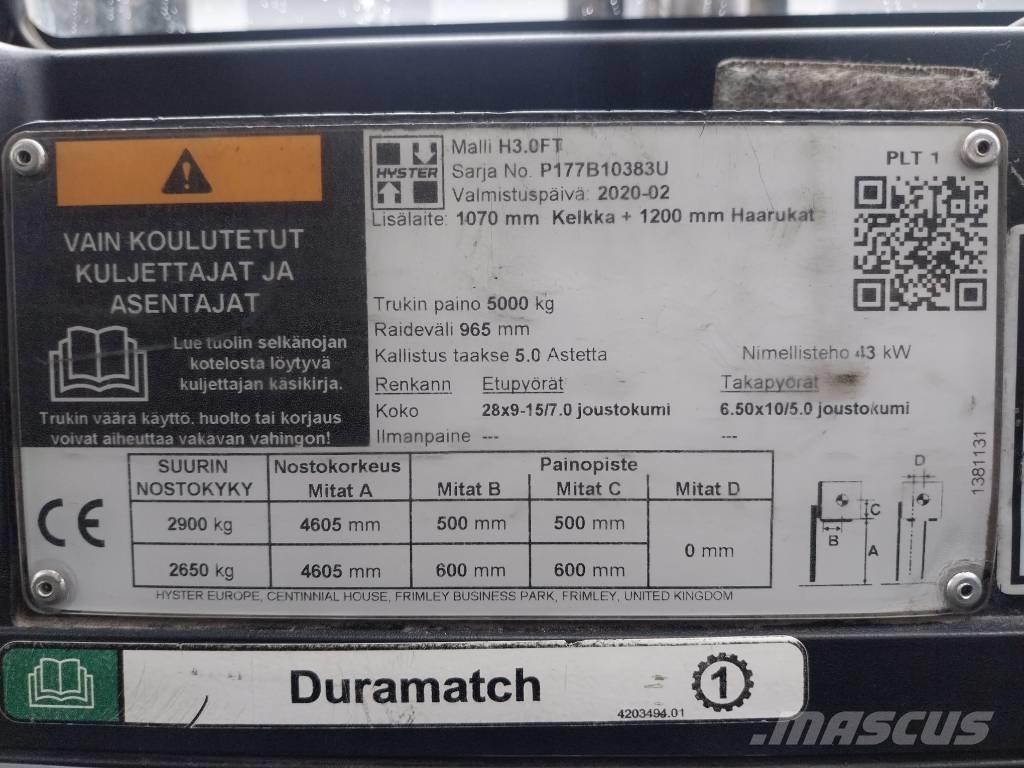 VAIN KOULUTETUT
KULJETTAJAT JA
ASENTAJAT
Lue tuolin selkänojan
kotelosta löytyvä
kuljettajan käsikirja.
Trukin väärä käyttö. huolto tai korjaus
voivat aiheuttaa vakavan vahingon!
HYSTER
Malli H3.0FT
Sarja No. P177B10383U
Valmistuspäivä: 2020-02
Lisälaite: 1070 mm Kelkka + 1200 mm Haarukat
PLT 1
Trukin paino 5000 kg
Raideväli 965 mm
Kallistus taakse 5.0 Astetta
Nimellisteho 43 kW
Renkann Etupyörät Takapyörät
Koko 28x9-15/7.0 joustokumi 6.50x10/5.0 joustokumi
Ilmanpaine --- ---
1381131
CE
SUURIN NOSTOKYKY
Nostokorkeus
Mitat A
Painopiste
Mitat B Mitat C Mitat D
2900 kg 4605 mm 500 mm 500 mm
0 mm
2650 kg 4605 mm 600 mm 600 mm
D
C
B
A
HYSTER EUROPE, CENTINNIAL HOUSE, FRIMLEY BUSINESS PARK, FRIMLEY, UNITED KINGDOM
Duramatch
1
4203494.01
MASCUS